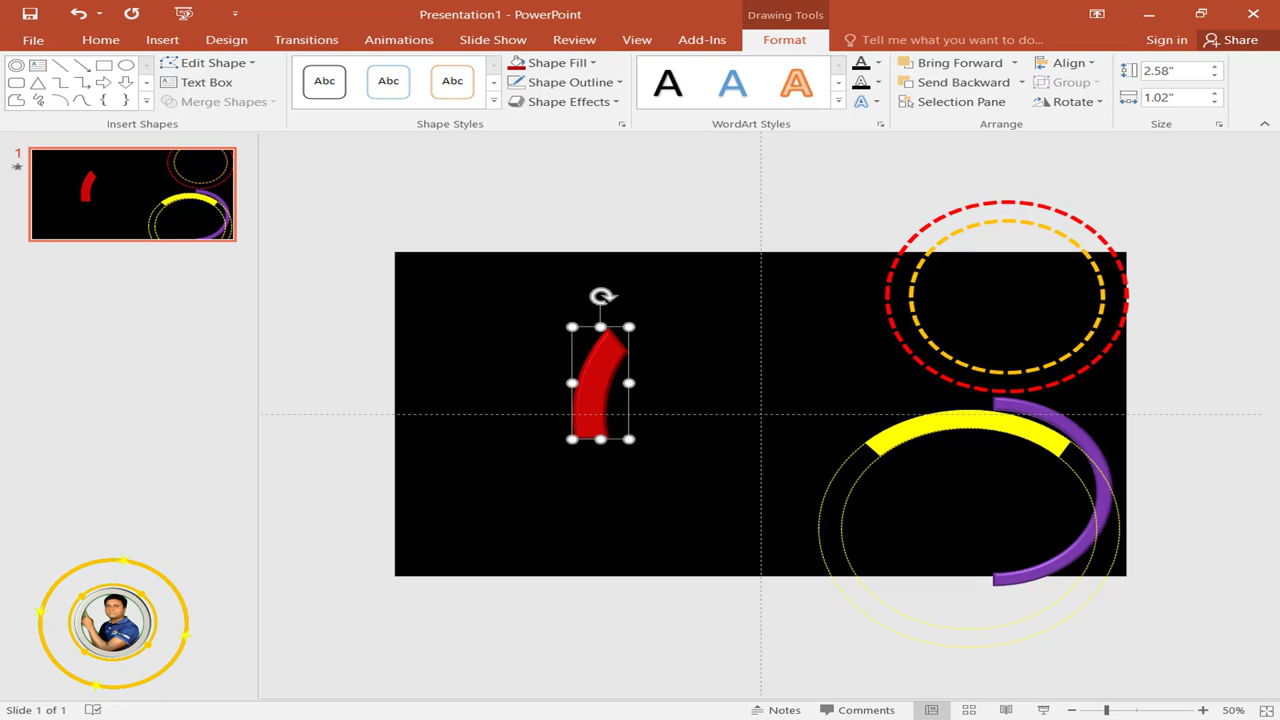 Presentation1 - PowerPoint
Drawing Tools
File
Home
Insert
Design
Transitions
Animations
Slide Show
Review
View
Add-Ins
Format
Tell me what you want to do...
Sign in
Share
Edit Shape
Text Box
Merge Shapes
Insert Shapes
Abc
Abc
Abc
Shape Fill
Shape Outline
Shape Effects
Shape Styles
A
A
A
A
A
A
WordArt Styles
Bring Forward
Send Backward
Selection Pane
Align
Group
Rotate
Arrange
2.58"
1.02"
Size
1
Slide 1 of 1
Notes
Comments
50%